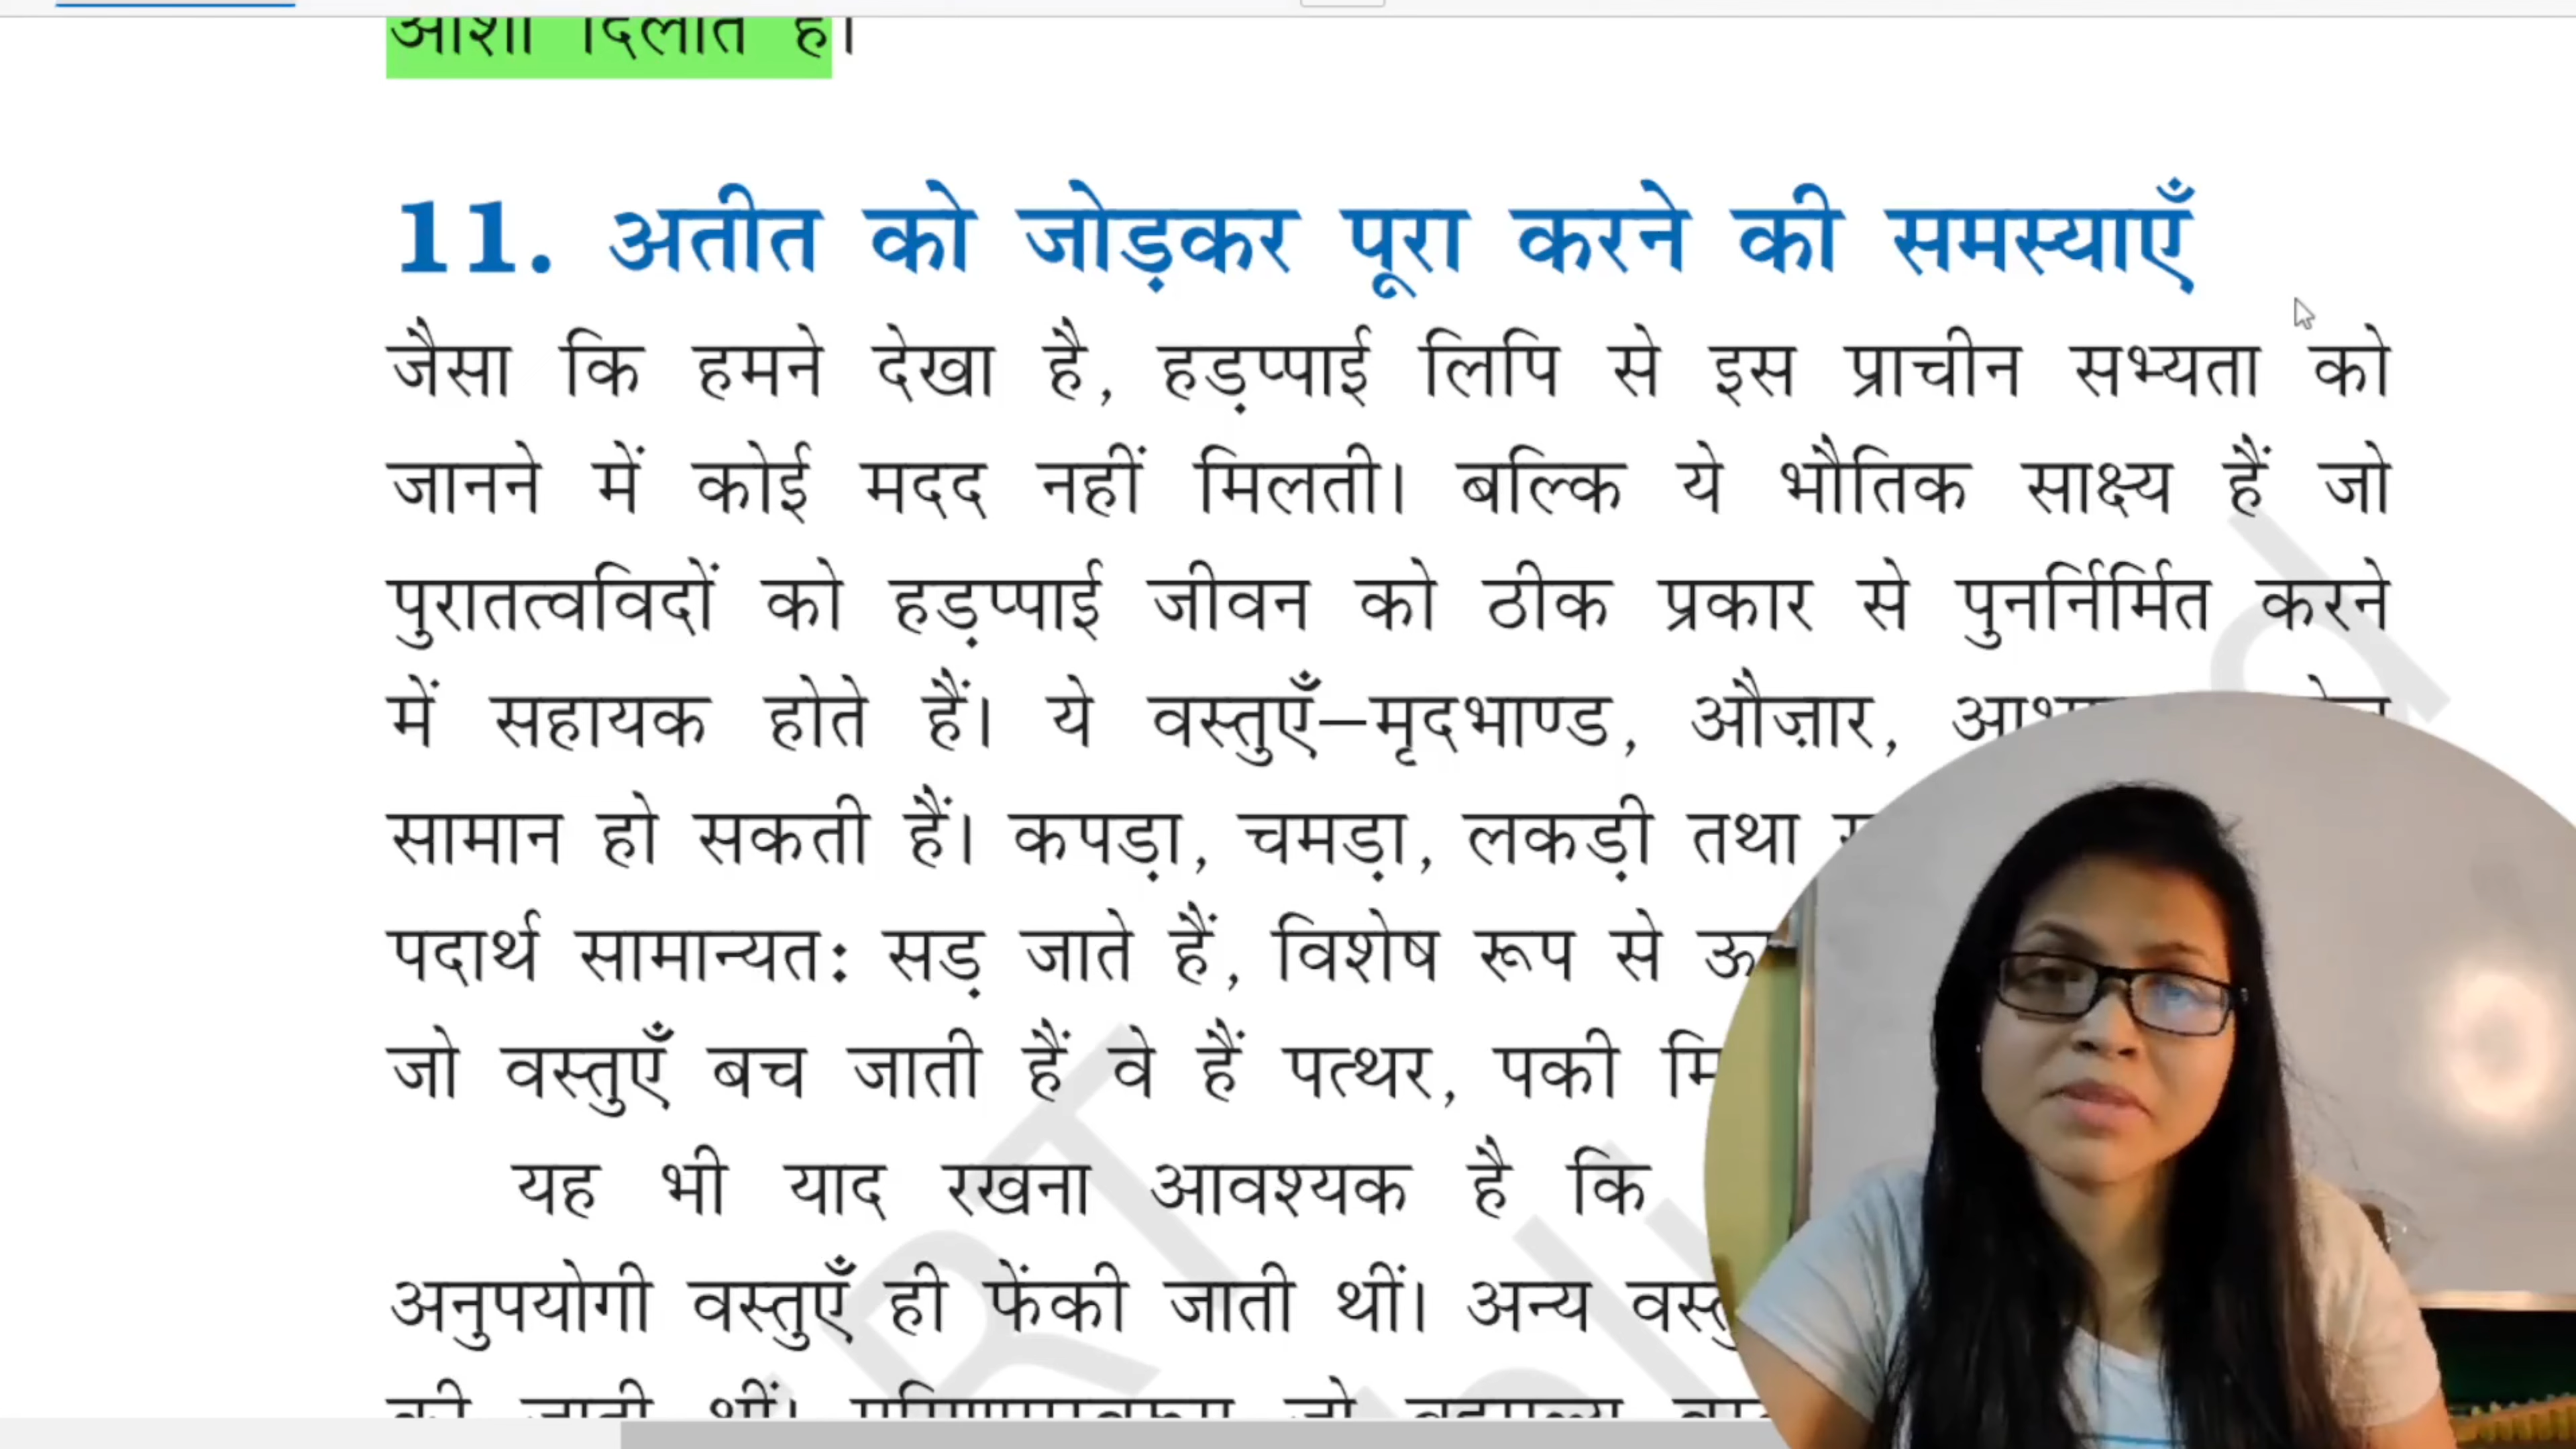 आशा दिलाते हैं।
11. अतीत को जोड़कर पूरा करने की समस्याएँ
जैसा कि हमने देखा है, हड़प्पाई लिपि से इस प्राचीन सभ्यता को
जानने में कोई मदद नहीं मिलती। बल्कि ये भौतिक साक्ष्य हैं जो
पुरातत्वविदों को हड़प्पाई जीवन को ठीक प्रकार से पुनर्निर्मित करने
में सहायक होते हैं। ये वस्तुएँ–मृदभाण्ड, औज़ार,
सामान हो सकती हैं। कपड़ा, चमड़ा, लकड़ी तथा
पदार्थ सामान्यतः सड़ जाते हैं, विशेष रूप से
जो वस्तुएँ बच जाती हैं वे हैं पत्थर, पकी
यह भी याद रखना आवश्यक है कि
अनुपयोगी वस्तुएँ ही फेंकी जाती थीं। अन्य